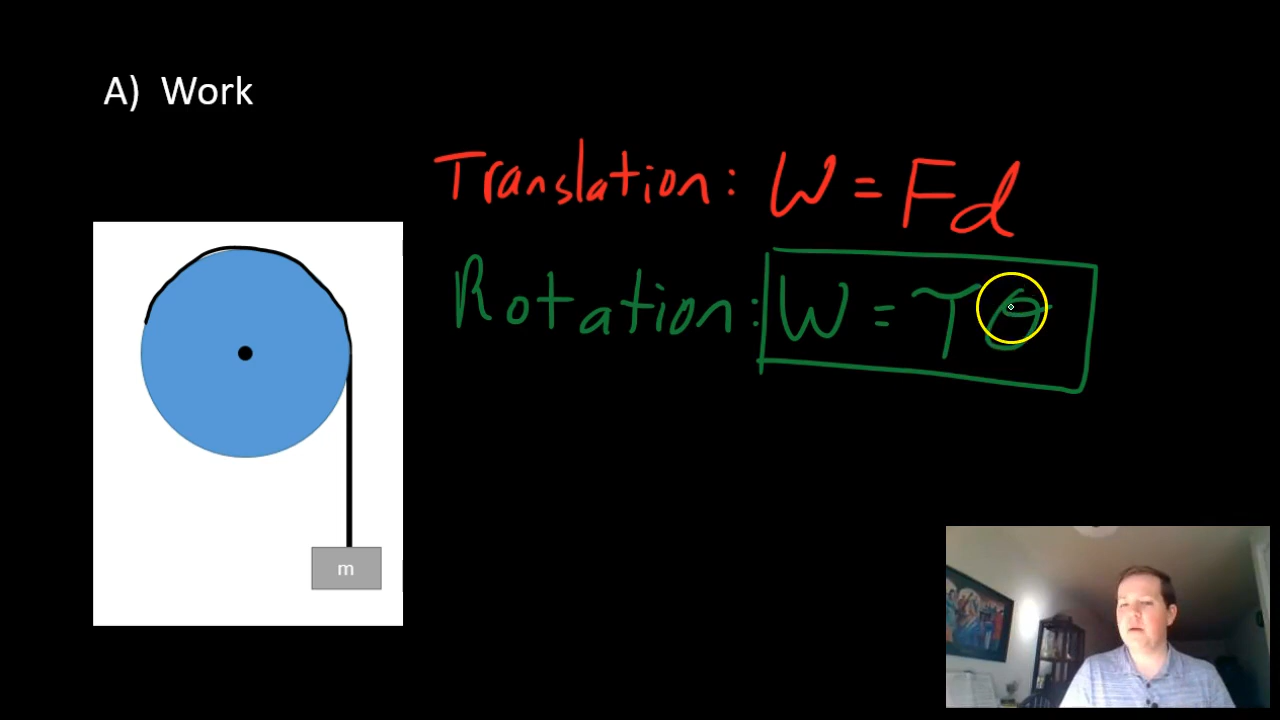 A) Work
Translation: W = Fd
Rotation: W = τθ
m